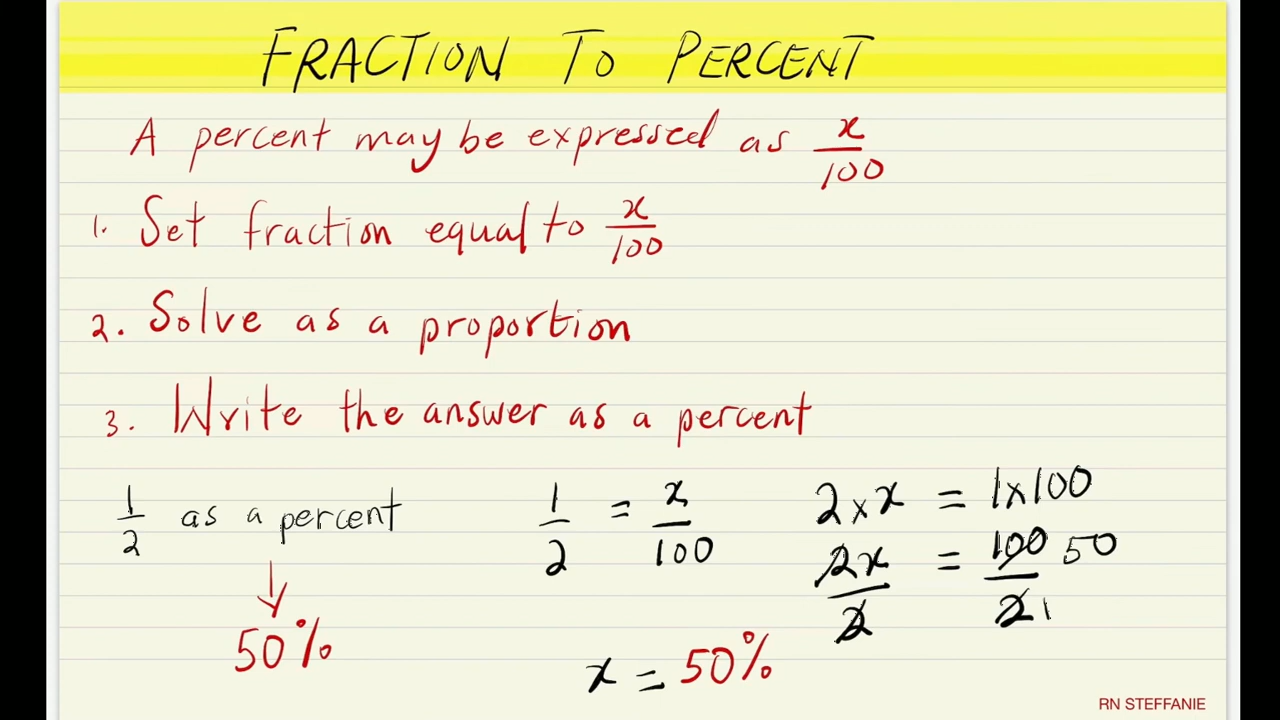 FRACTION TO PERCENT
A percent may be expressed as x/100
1. Set fraction equal to x/100
2. Solve as a proportion
3. Write the answer as a percent
1/2 as a percent
↓
50%
1/2 = x/100
x = 50%
2 x x = 1x100
2x/2 = 100/2 50 1
RN STEFFANIE